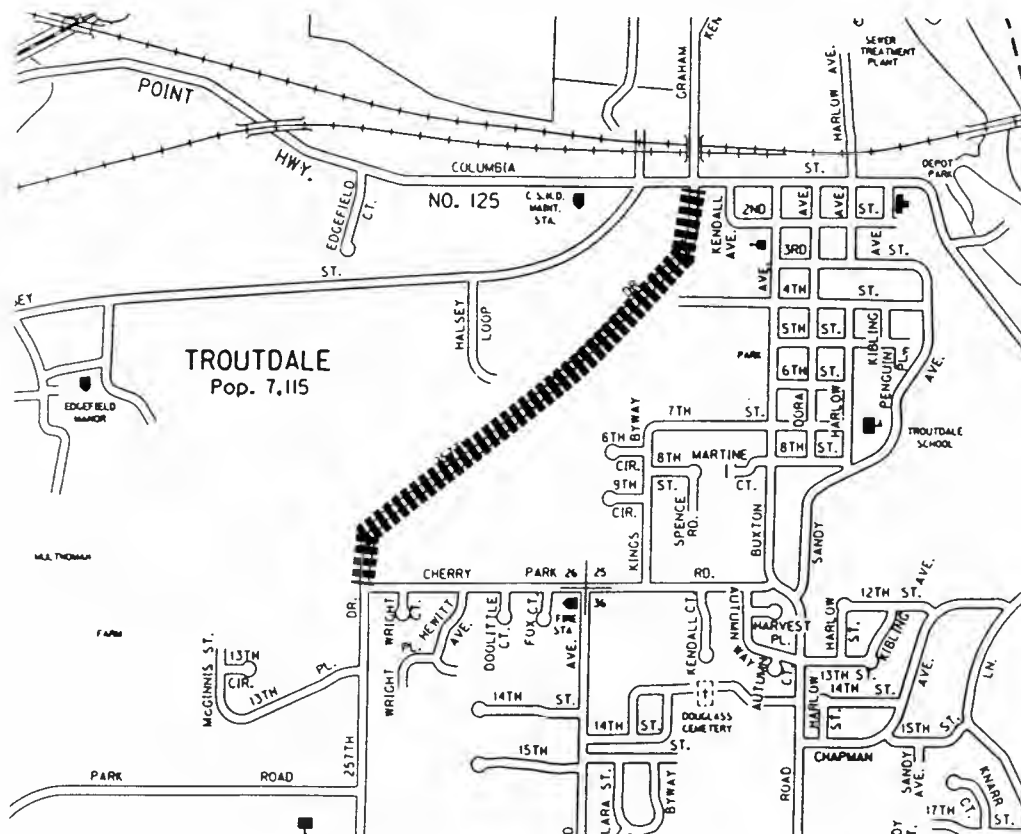 KEN
GRAHAM
HARLOW AVE.
SEWER
TREATMENT
PLANT
POINT
HWY.
COLUMBIA
ST.
DEPOT
PARK
EDGEFIELD
CT.
NO. 125
C.S.H.D.
MAINT.
STA.
KENDALL
AVE.
2ND
AVE.
AVE.
ST.
3RD
AVE.
ST.
ST.
SEY
AVE.
4TH
ST.
DR.
HALSEY
LOOP
5TH
ST.
KIBLING
TROUTDALE
Pop. 7,115
PARK
6TH
ST.
PENGUIN
PL.
AVE.
EDGEFIELD
MANOR
DORA
HARLOW
TROUTDALE
SCHOOL
BYWAY
7TH
ST.
6TH
CIR.
8TH
ST.
MARTINE
CT.
8TH
ST.
9TH
CIR.
SPENCE
RD.
KINGS
BUXTON
SANDY
MULTNOMAH
FARM
CHERRY
PARK
26
25
36
RD.
DR.
WRIGHT
CT.
HEWITT
AVE.
DOOLITTLE
CT.
FOX CT.
FIRE
STA.
AVE.
KENDALL CT.
AUTUMN
WAY
HARVEST
PL.
HARLOW
ST.
12TH
ST.
AVE.
KIBLING
MCGINNIS ST.
13TH
CIR.
13TH
PL.
WRIGHT
PL.
AUTUMN
CT.
13TH ST.
14TH
ST.
AVE.
LN.
14TH
ST.
14TH
ST.
DOUGLASS
CEMETERY
HARLOW
ST.
15TH
ST.
15TH
ST.
CHAPMAN
257TH
PARK
ROAD
LARA ST.
BYWAY
ROAD
SANDY
AVE.
KNARR
CT.
ST.
17TH